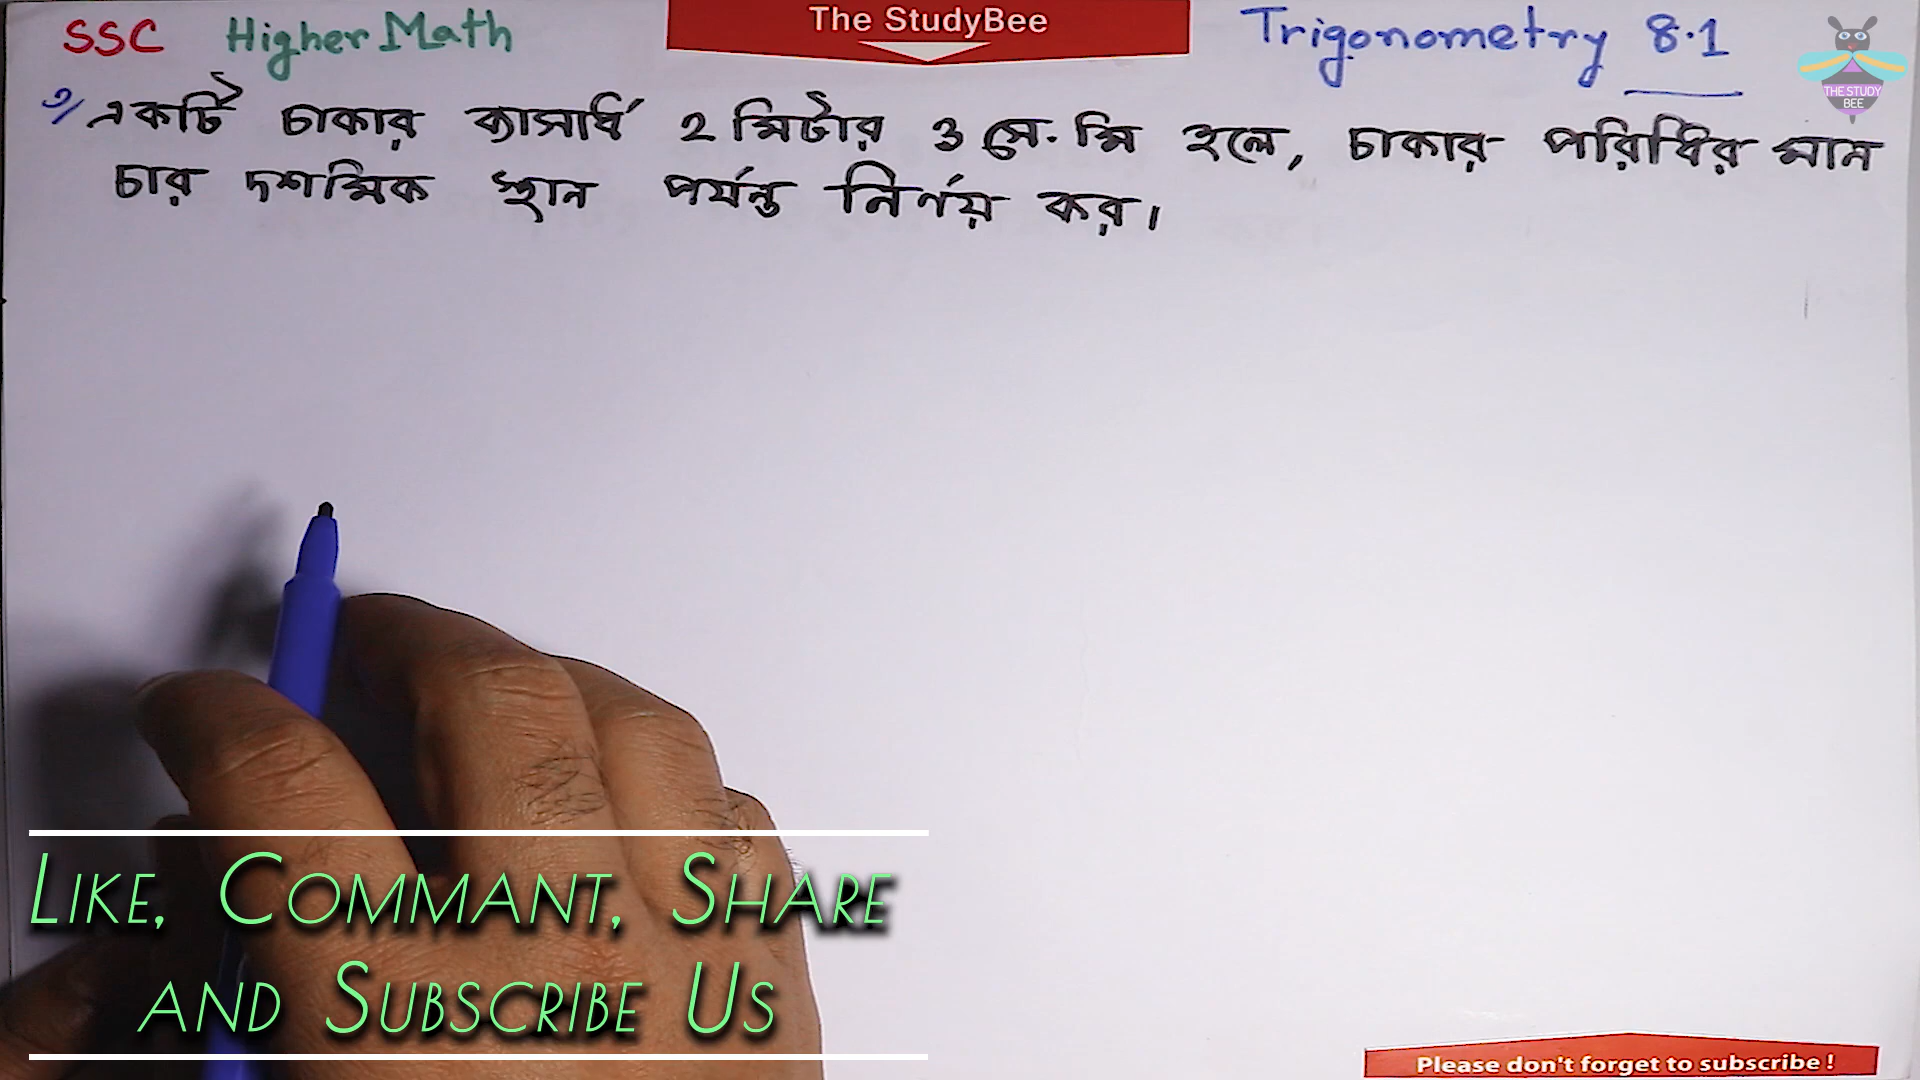 SSC Higher Math The StudyBee Trigonometry 8.1
THE STUDY
BEE
৩/ একটি চাকার ব্যাসার্ধ 2 মিটার 3 সে. মি হলে, চাকার পরিধির মান
চার দশমিক স্থান পর্যন্ত নির্ণয় কর।
LIKE, COMMANT, SHARE
AND SUBSCRIBE US
Please don't forget to subscribe!